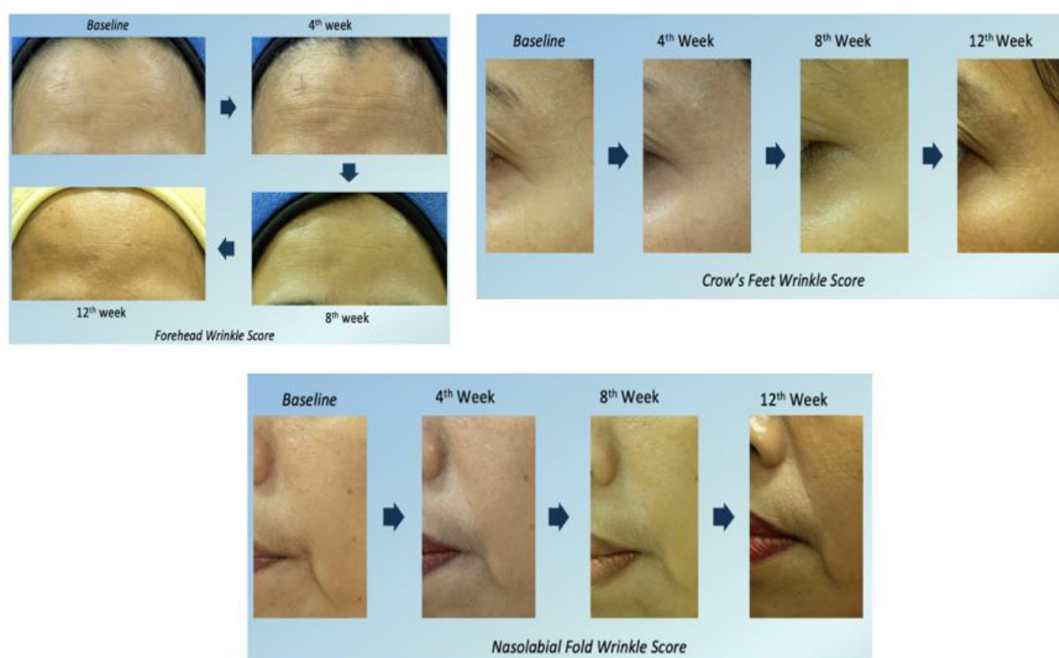 Baseline
4th week
12th week
8th week
Forehead Wrinkle Score
Baseline
4th Week
8th Week
12th Week
Crow's Feet Wrinkle Score
Baseline
4th Week
8th Week
12th Week
Nasolabial Fold Wrinkle Score